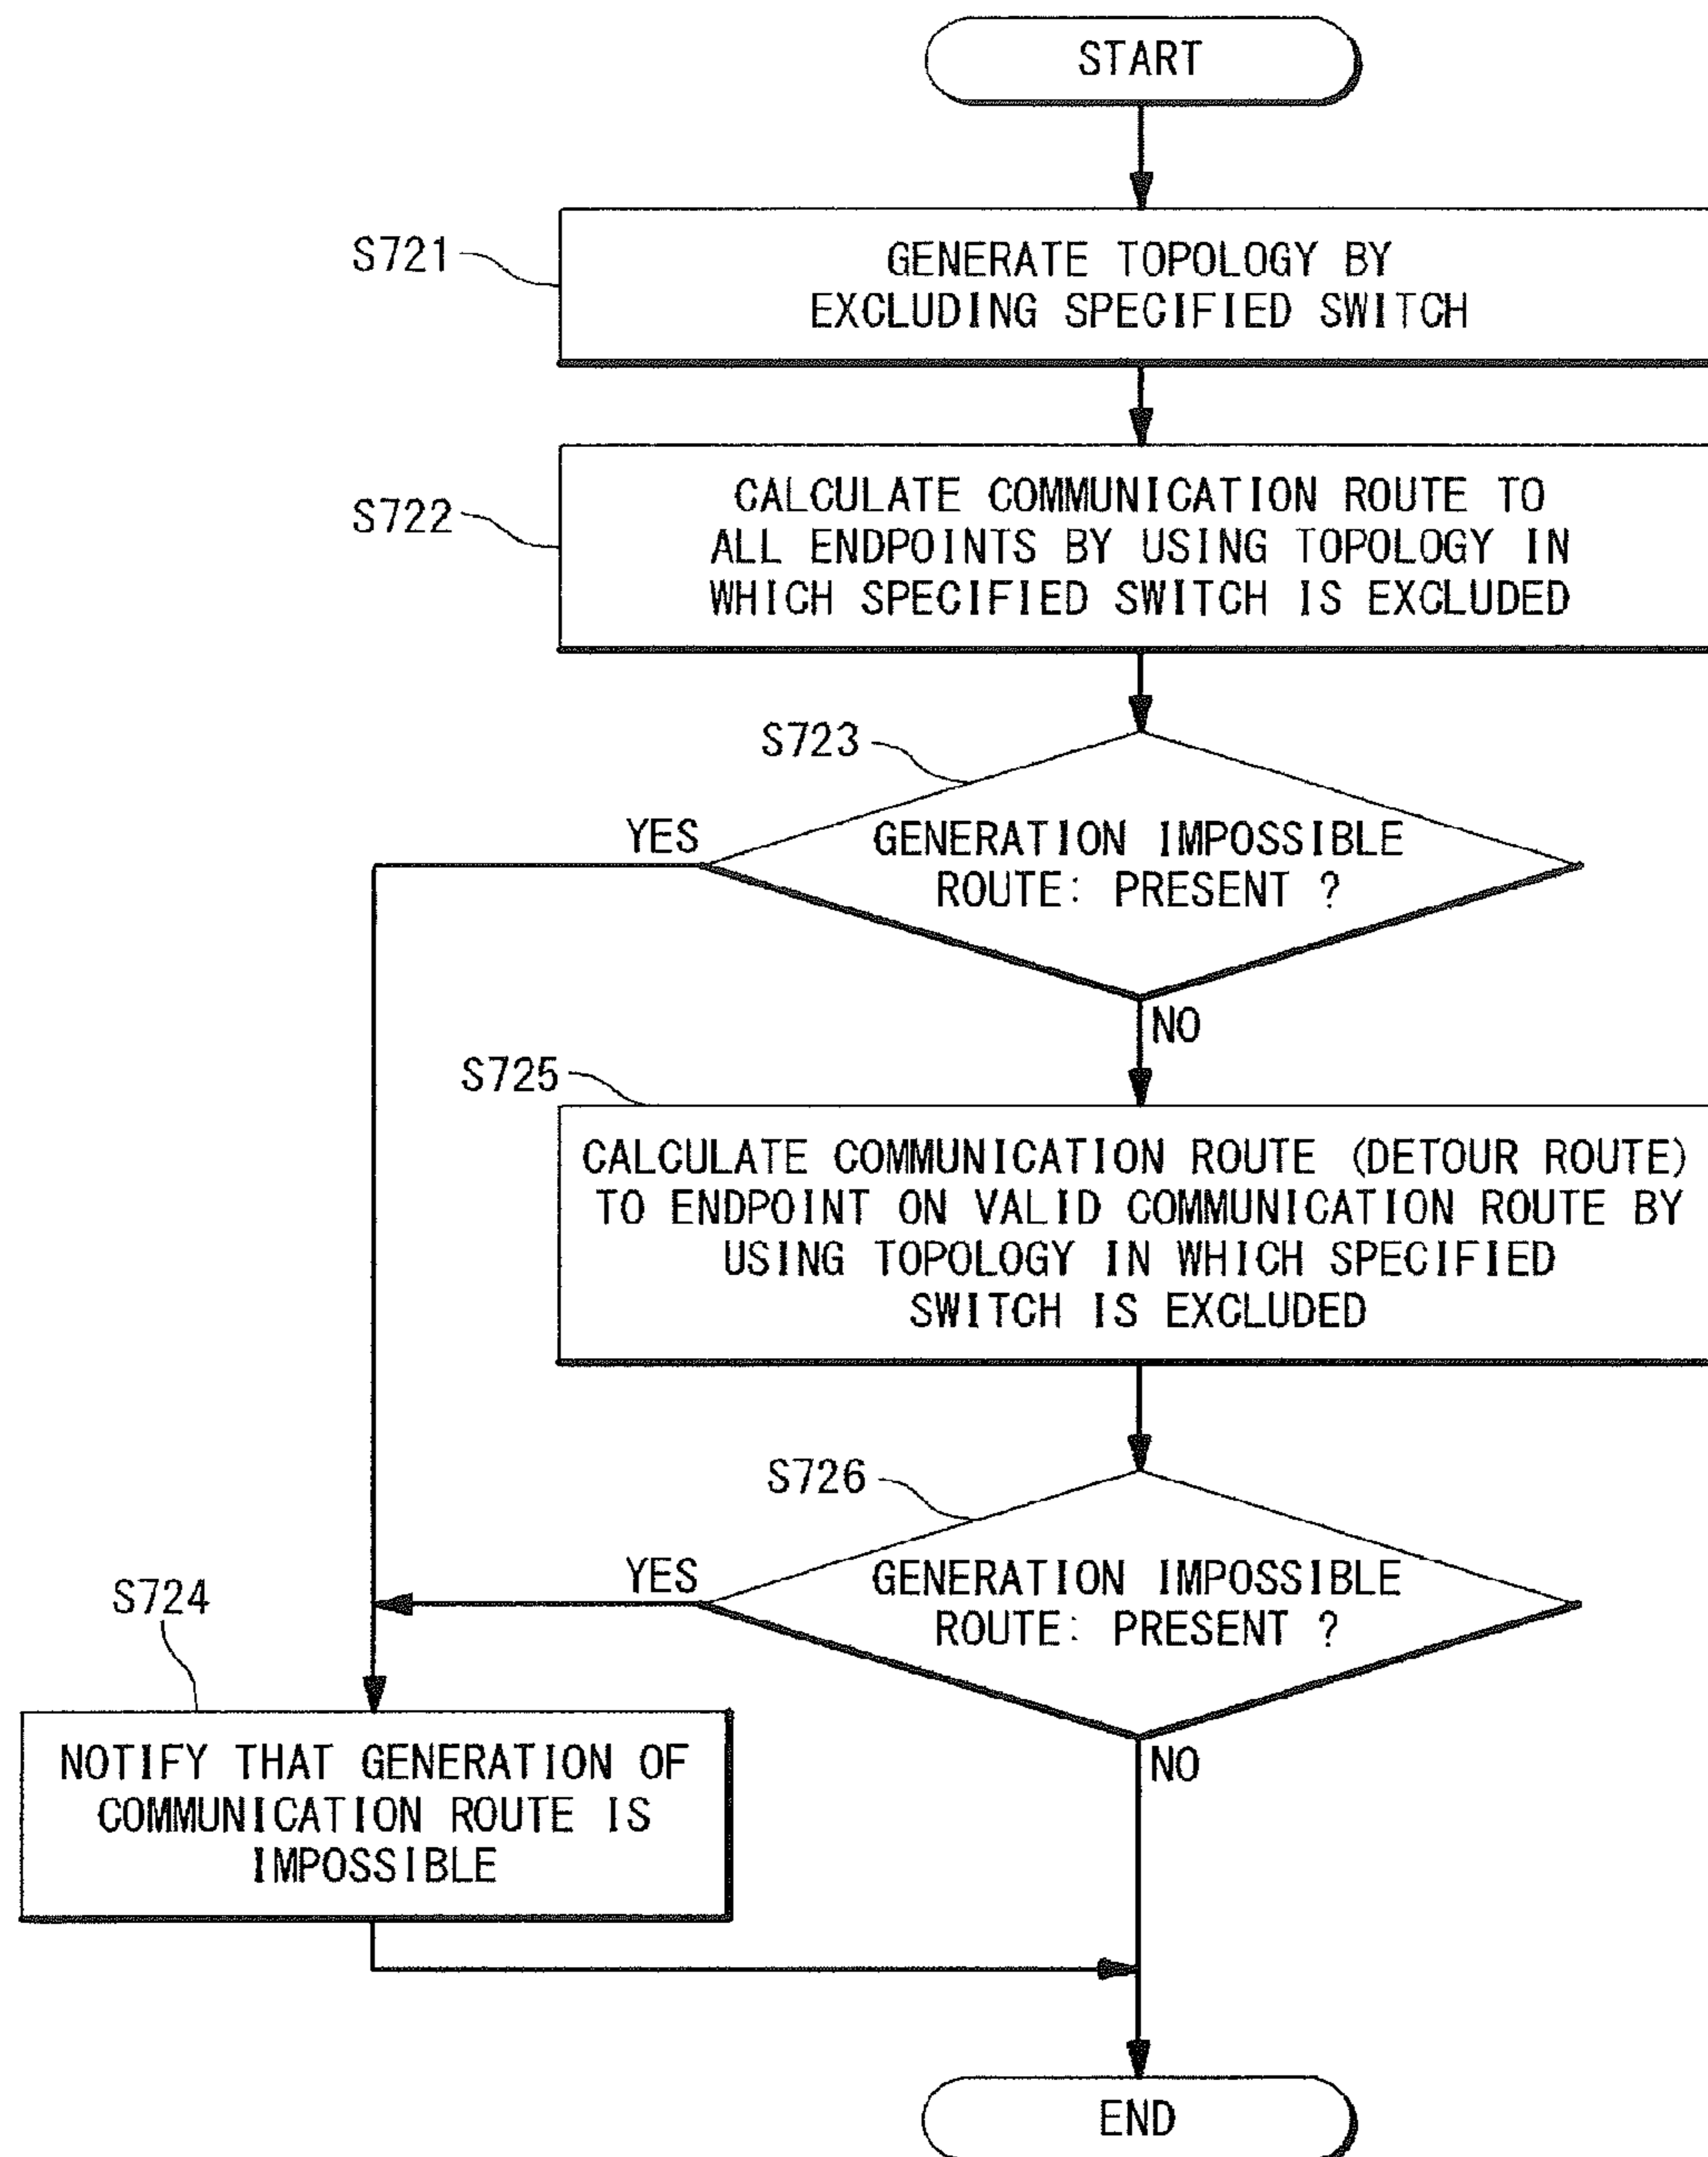 START
S721
GENERATE TOPOLOGY BY
EXCLUDING SPECIFIED SWITCH
S722
CALCULATE COMMUNICATION ROUTE TO
ALL ENDPOINTS BY USING TOPOLOGY IN
WHICH SPECIFIED SWITCH IS EXCLUDED
S723
YES
GENERATION IMPOSSIBLE
ROUTE: PRESENT ?
NO
S725
CALCULATE COMMUNICATION ROUTE (DETOUR ROUTE)
TO ENDPOINT ON VALID COMMUNICATION ROUTE BY
USING TOPOLOGY IN WHICH SPECIFIED
SWITCH IS EXCLUDED
S726
YES
GENERATION IMPOSSIBLE
ROUTE: PRESENT ?
NO
S724
NOTIFY THAT GENERATION OF
COMMUNICATION ROUTE IS
IMPOSSIBLE
END